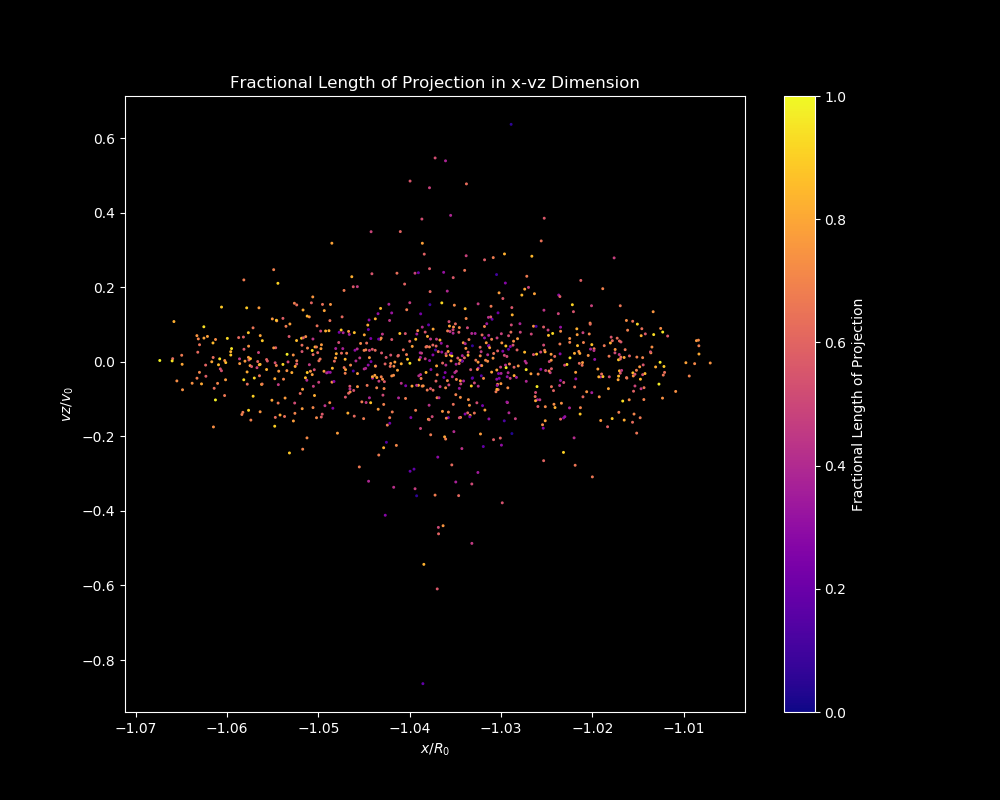 Fractional Length of Projection in x-vz Dimension
0.6
0.4
0.2
0.0
−0.2
−0.4
−0.6
−0.8
vz/v₀
−1.07 −1.06 −1.05 −1.04 −1.03 −1.02 −1.01
x/R₀
1.0
0.8
0.6
0.4
0.2
0.0
Fractional Length of Projection